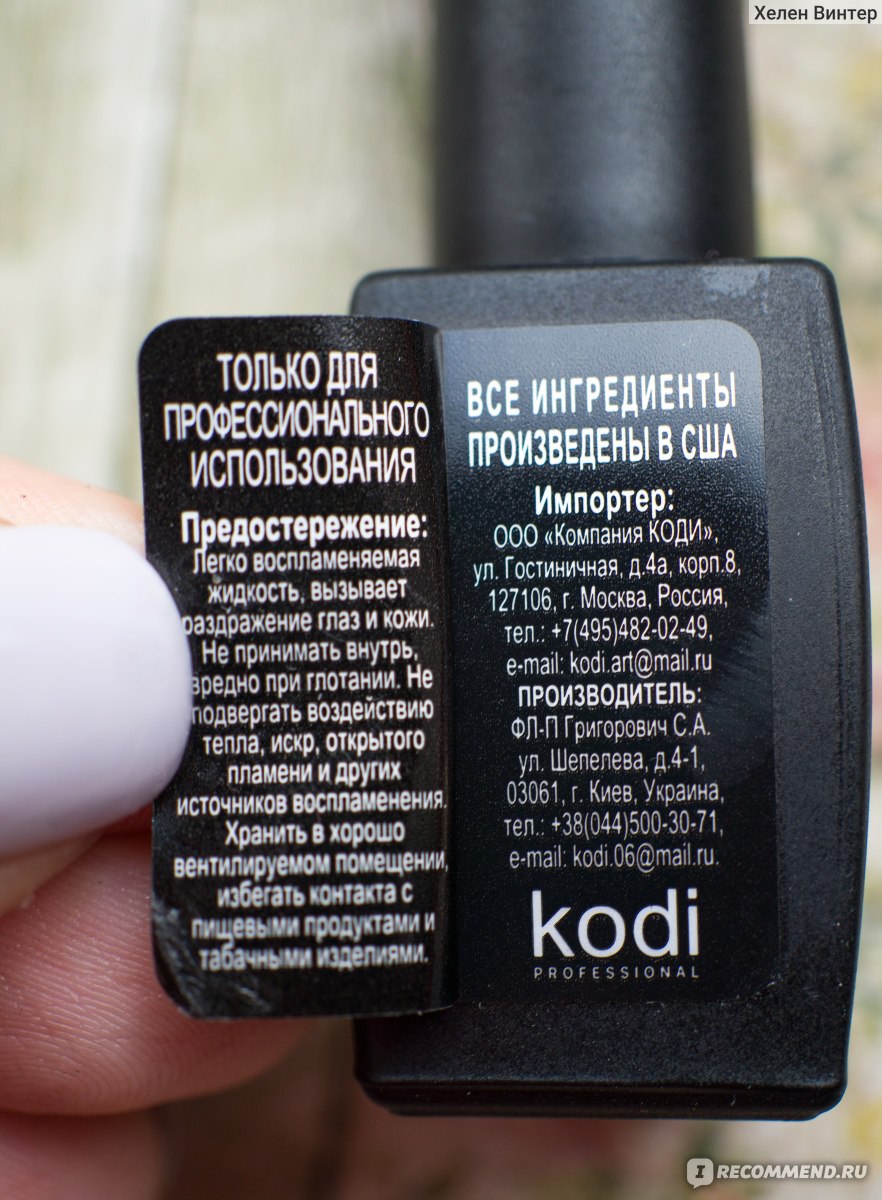 Хелен Винтер
ТОЛЬКО ДЛЯ
ПРОФЕССИОНАЛЬНОГО
ИСПОЛЬЗОВАНИЯ
Предостережение:
Легко воспламеняемая
жидкость, вызывает
раздражение глаз и кожи.
Не принимать внутрь,
вредно при глотании. Не
подвергать воздействию
тепла, искр, открытого
пламени и других
источников воспламенения.
Хранить в хорошо
вентилируемом помещении,
избегать контакта с
пищевыми продуктами и
табачными изделиями.
ВСЕ ИНГРЕДИЕНТЫ
ПРОИЗВЕДЕНЫ В США
Импортер:
ООО «Компания КОДИ»,
ул. Гостиничная, д.4а, корп.8,
127106, г. Москва, Россия,
тел.: +7(495)482-02-49,
e-mail: kodi.art@mail.ru
ПРОИЗВОДИТЕЛЬ:
ФЛ-П Григорович С.А.
ул. Шепелева, д.4-1,
03061, г. Киев, Украина,
тел.: +38(044)500-30-71,
e-mail: kodi.06@mail.ru.
kodi
PROFESSIONAL
I RECOMMEND.RU